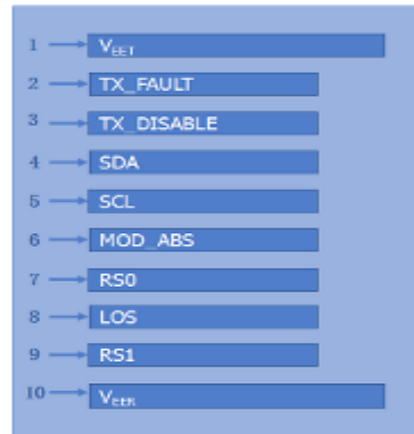 1 VEET
2 TX_FAULT
3 TX_DISABLE
4 SDA
5 SCL
6 MOD_ABS
7 RS0
8 LOS
9 RS1
10 VEER